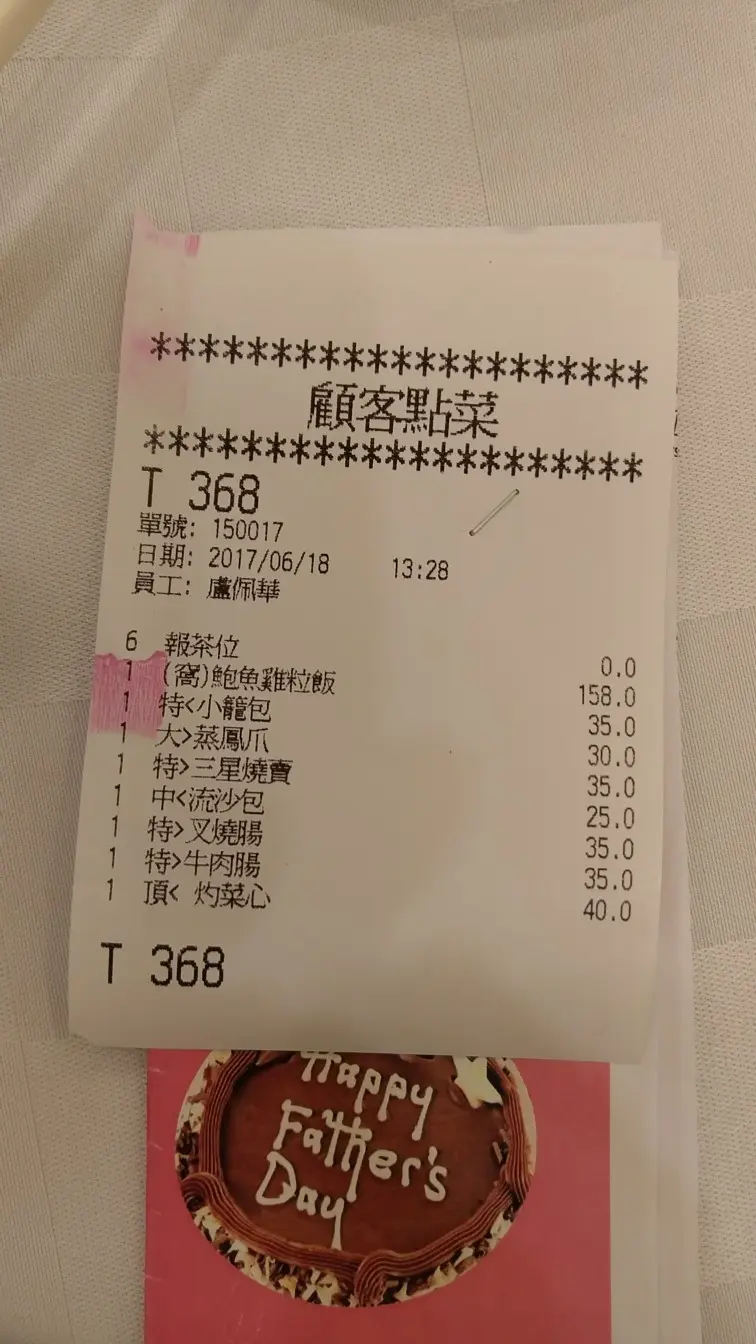 *********************
顧客點菜
*********************
T 368
單號: 150017
日期: 2017/06/18 13:28
員工: 盧佩華
6 報茶位 0.0
1 (窩)鮑魚雞粒飯 158.0
1 特<小籠包 35.0
1 大>蒸鳳爪 30.0
1 特>三星燒賣 35.0
1 中<流沙包 25.0
1 特>叉燒腸 35.0
1 特>牛肉腸 35.0
1 頂< 灼菜心 40.0
T 368
Happy
Father's
Day